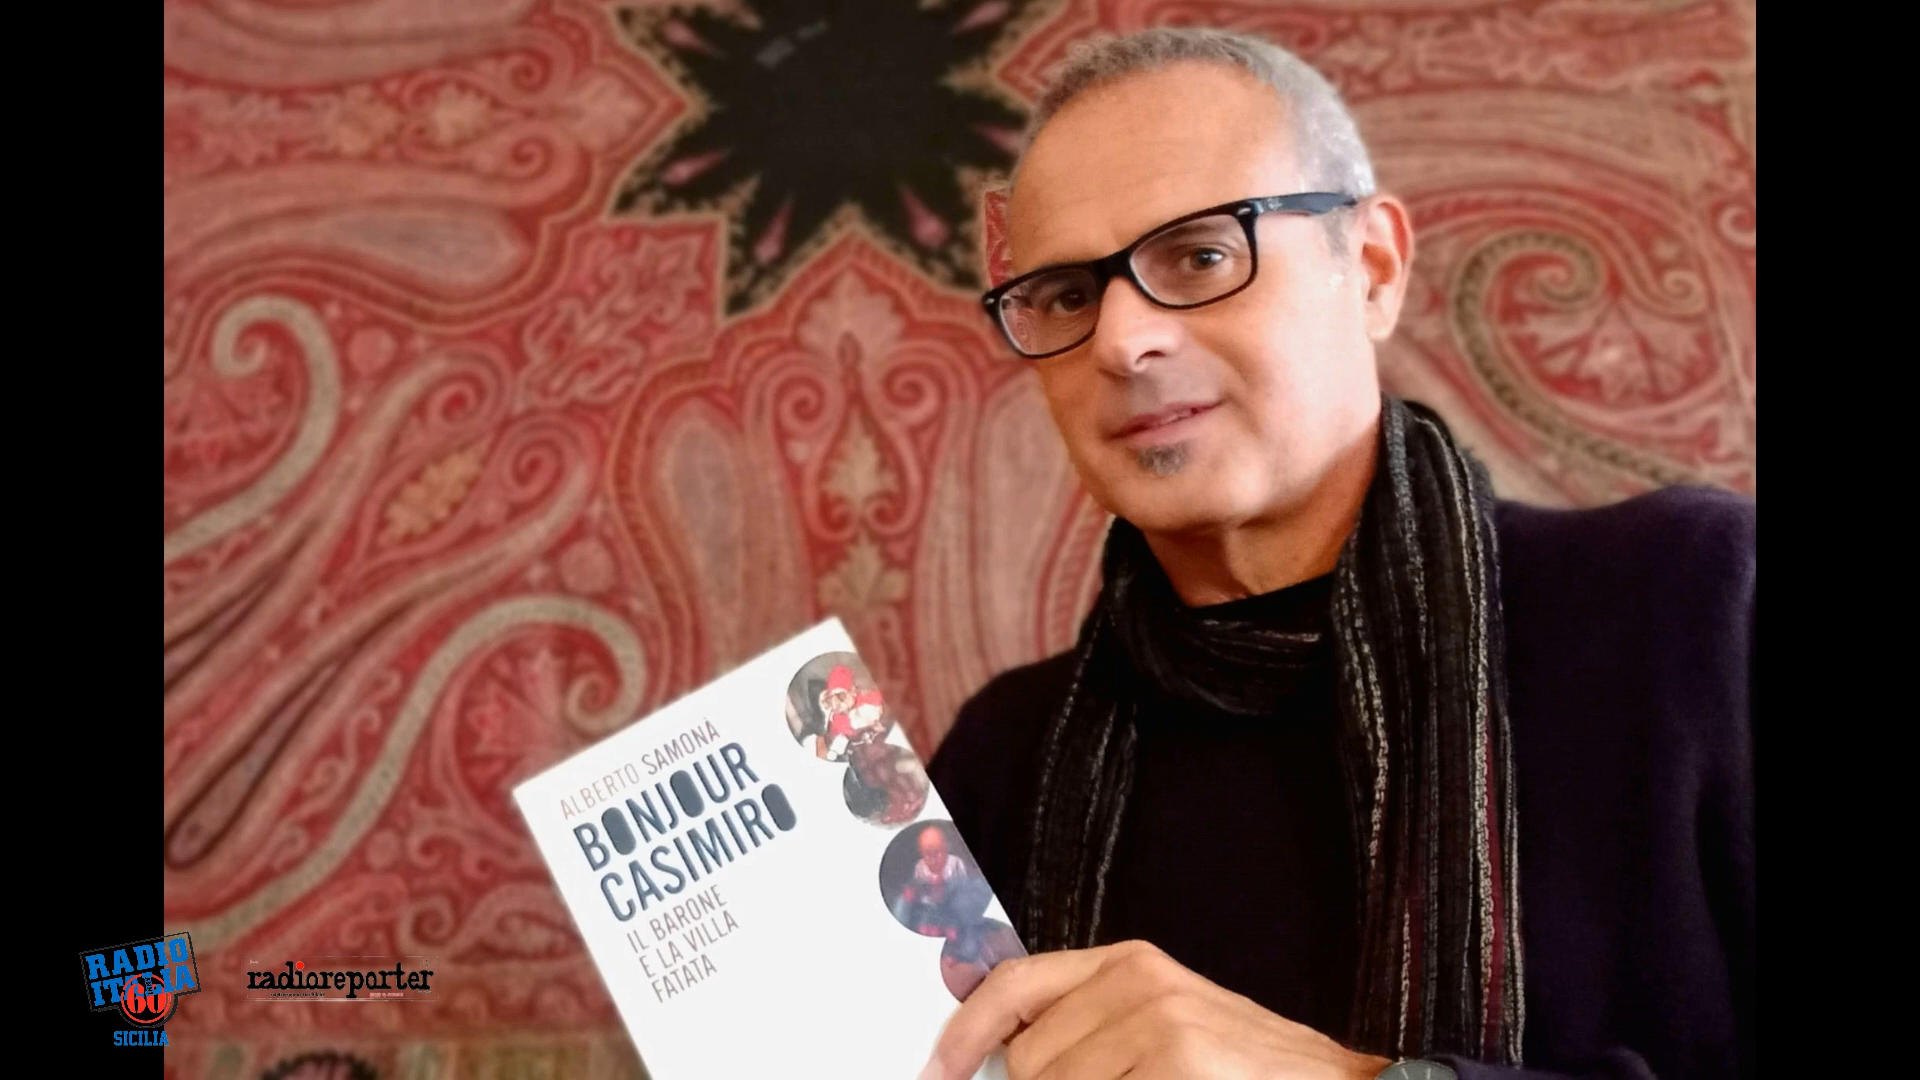 ALBERTO SAMONÀ
BONJOUR
CASIMIRO
IL BARONE
E LA VILLA
FATATA
RADIO
ITALIA
60
SICILIA
radioreporter